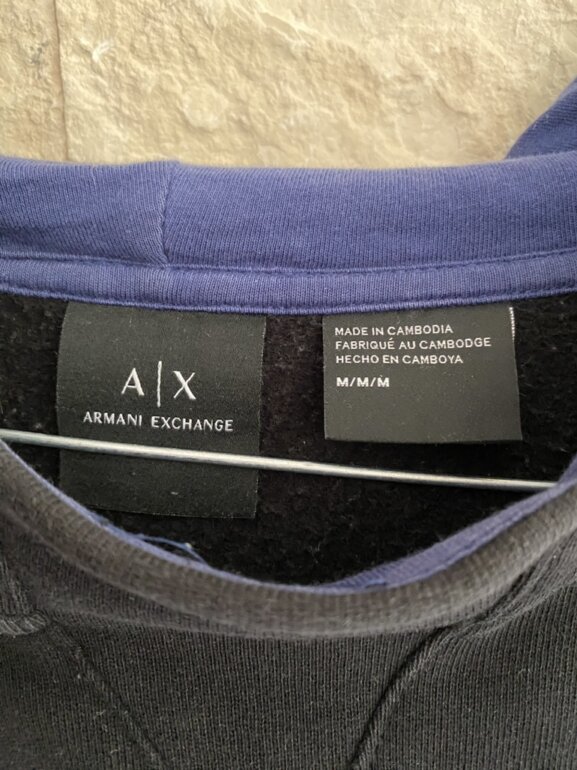 A|X
ARMANI EXCHANGE
MADE IN CAMBODIA
FABRIQUÉ AU CAMBODGE
HECHO EN CAMBOYA
M/M/M